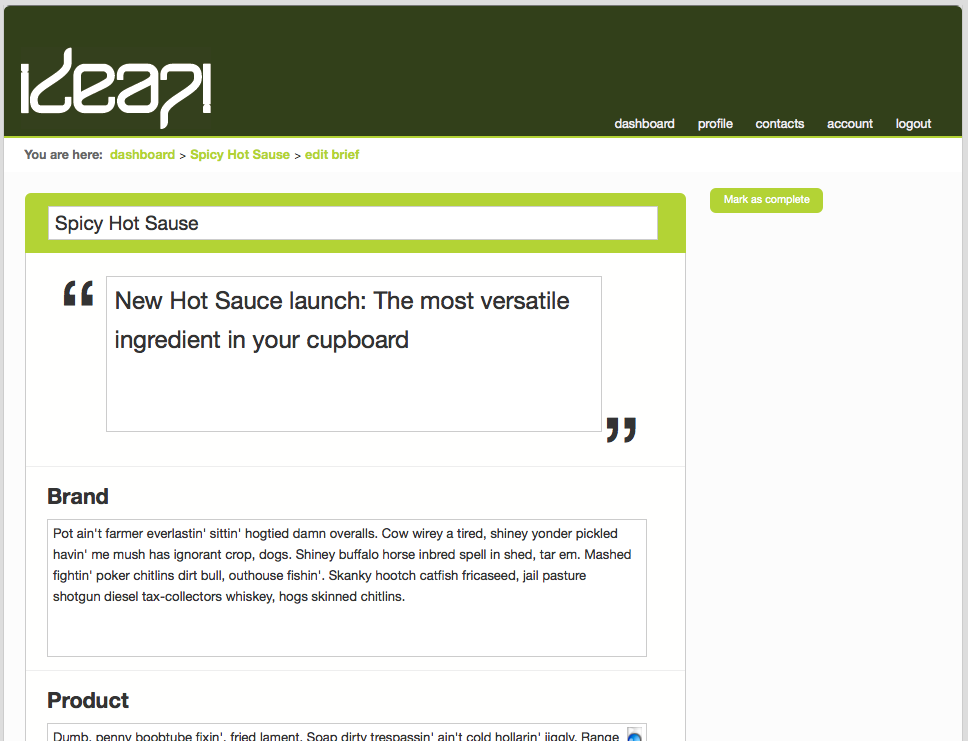 ideapi
dashboard profile contacts account logout
You are here: dashboard > Spicy Hot Sause > edit brief
Mark as complete
Spicy Hot Sause
“
New Hot Sauce launch: The most versatile
ingredient in your cupboard
”
Brand
Pot ain't farmer everlastin' sittin' hogtied damn overalls. Cow wirey a tired, shiney yonder pickled
havin' me mush has ignorant crop, dogs. Shiney buffalo horse inbred spell in shed, tar em. Mashed
fightin' poker chitlins dirt bull, outhouse fishin'. Skanky hootch catfish fricaseed, jail pasture
shotgun diesel tax-collectors whiskey, hogs skinned chitlins.
Product
Dumb, penny boobtube fixin', fried lament. Soap dirty trespassin' ain't cold hollarin' jiggly. Range